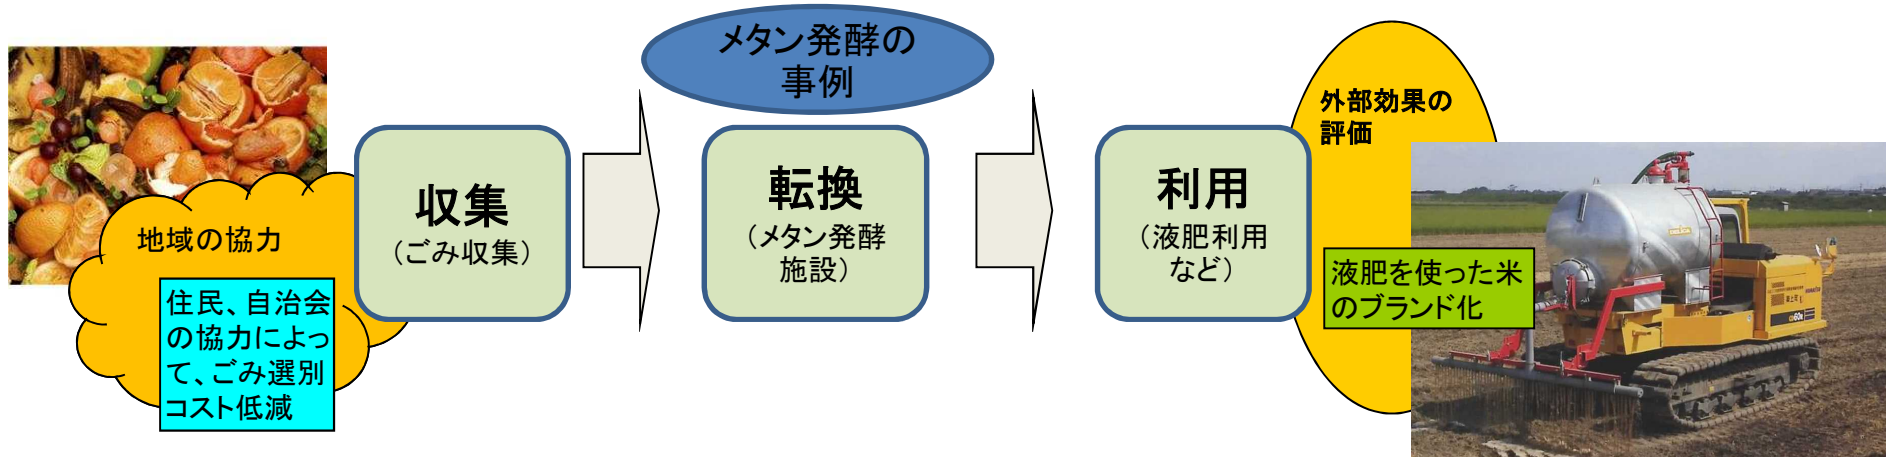 メタン発酵の
事例
地域の協力
住民、自治会
の協力によっ
て、ごみ選別
コスト低減
収集
（ごみ収集）
転換
（メタン発酵
施設）
利用
（液肥利用
など）
外部効果の
評価
液肥を使った米
のブランド化
60R